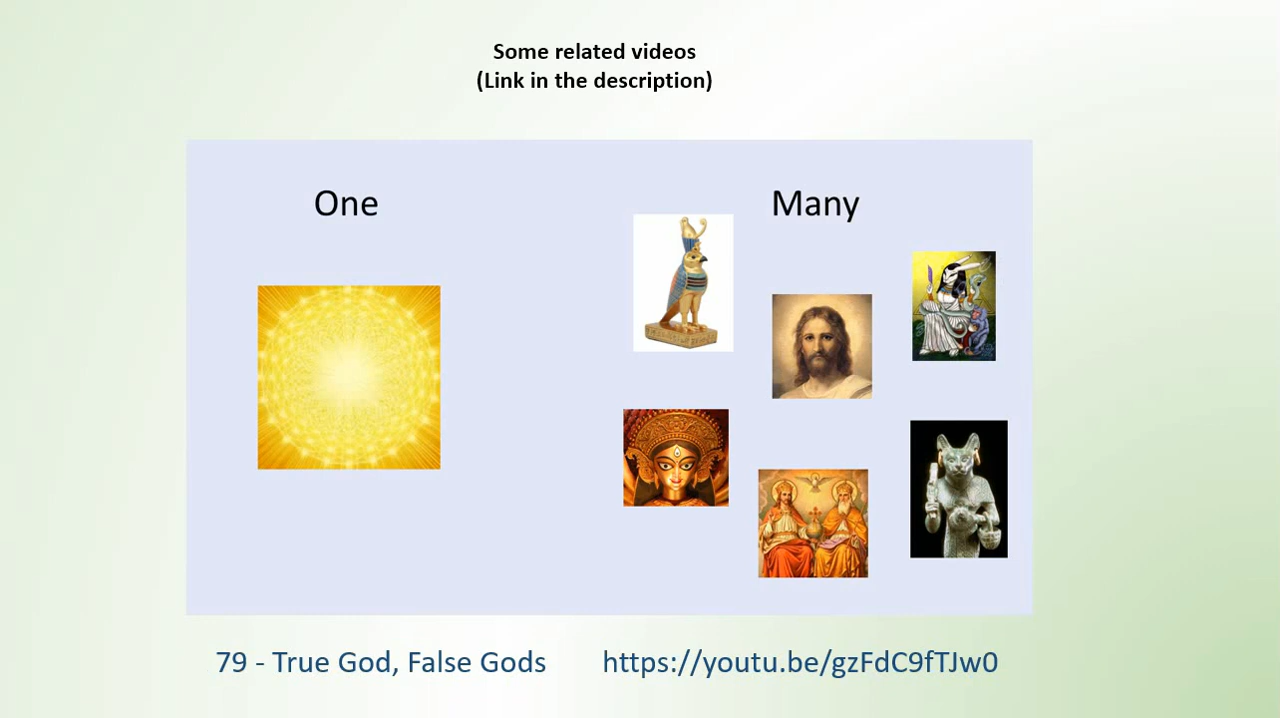 Some related videos
(Link in the description)
One
Many
79 - True God, False Gods
https://youtu.be/gzFdC9fTJw0